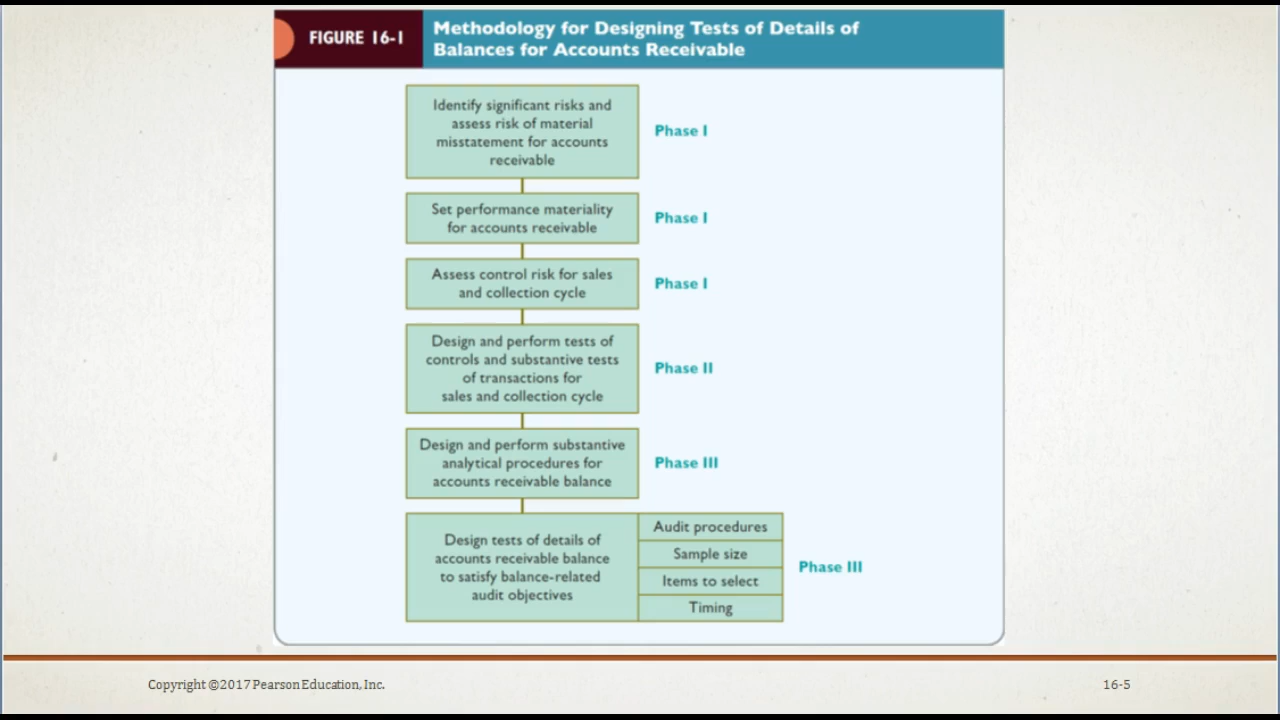 FIGURE 16-1
Methodology for Designing Tests of Details of
Balances for Accounts Receivable
Identify significant risks and
assess risk of material
misstatement for accounts
receivable
Phase I
Set performance materiality
for accounts receivable
Phase I
Assess control risk for sales
and collection cycle
Phase I
Design and perform tests of
controls and substantive tests
of transactions for
sales and collection cycle
Phase II
Design and perform substantive
analytical procedures for
accounts receivable balance
Phase III
Design tests of details of
accounts receivable balance
to satisfy balance-related
audit objectives
Audit procedures
Sample size
Items to select
Timing
Phase III
Copyright ©2017 Pearson Education, Inc.
16-5